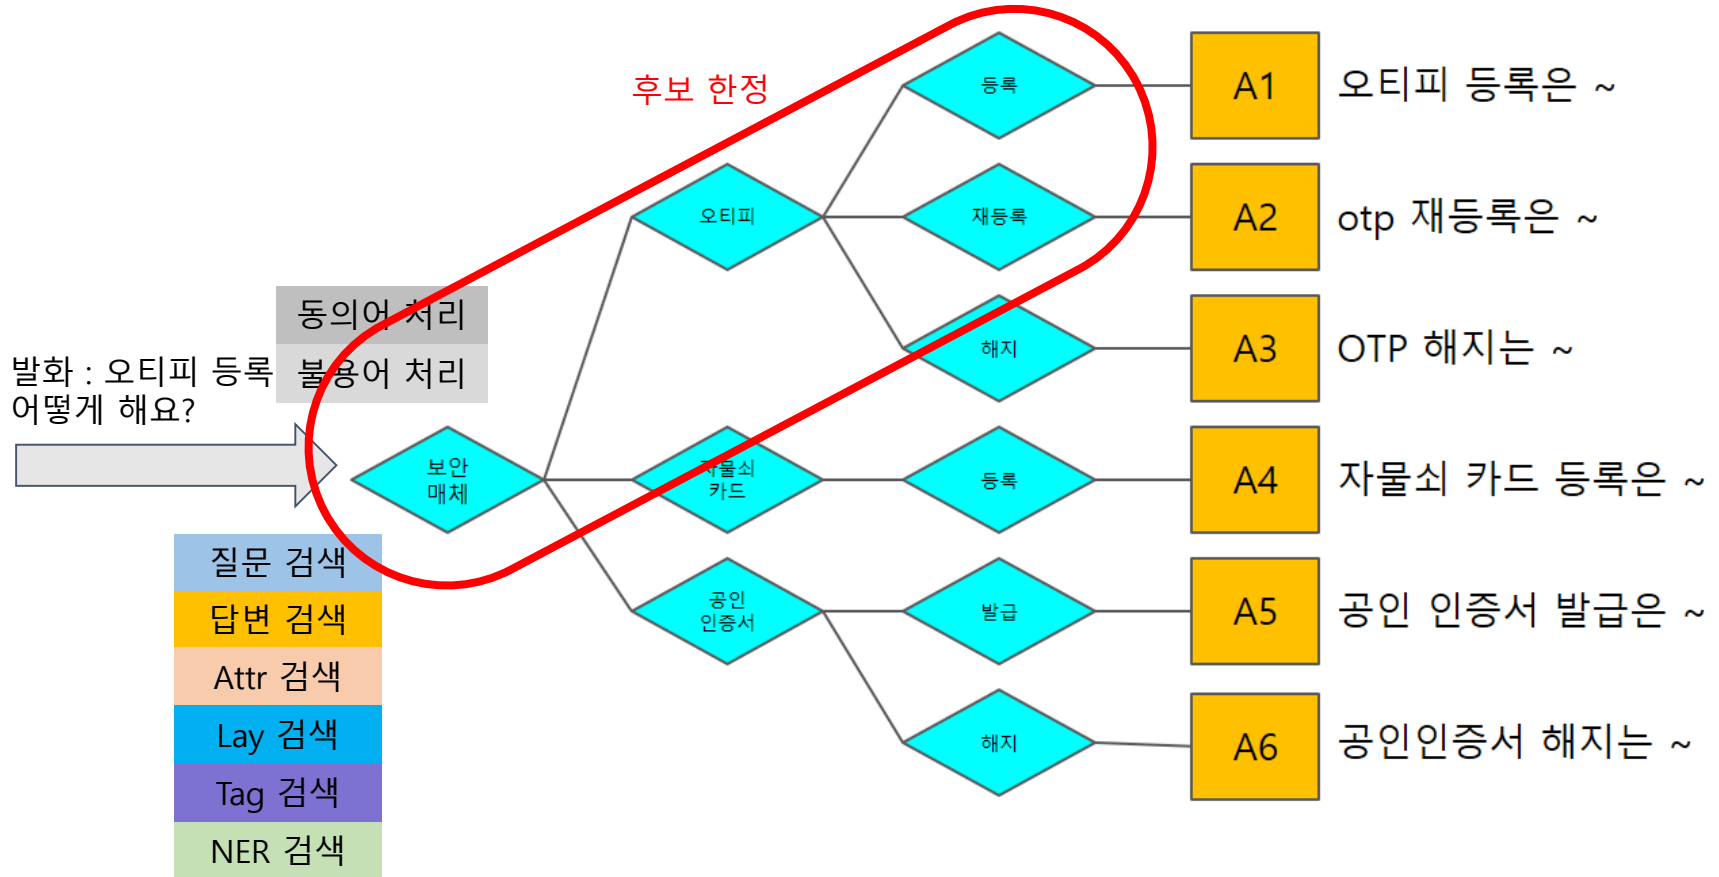 후보 한정
등록
A1
오티피 등록은 ~
오티피
재등록
A2
otp 재등록은 ~
해지
A3
OTP 해지는 ~
동의어 처리
불용어 처리
발화 : 오티피 등록
어떻게 해요?
보안
매체
자물쇠
카드
등록
A4
자물쇠 카드 등록은 ~
공인
인증서
발급
A5
공인 인증서 발급은 ~
해지
A6
공인인증서 해지는 ~
질문 검색
답변 검색
Attr 검색
Lay 검색
Tag 검색
NER 검색